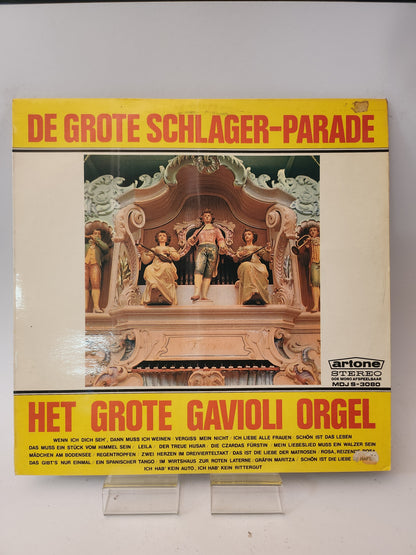 DE GROTE SCHLAGER-PARADE
artone
STEREO
OOK MONO AFSPEELBAAR
MDJ S-3080
HET GROTE GAVIOLI ORGEL
WENN ICH DICH SEH', DANN MUSS ICH WEINEN · VERGISS MEIN NICHT · ICH LIEBE ALLE FRAUEN · SCHÖN IST DAS LEBEN
DAS MUSS EIN STÜCK VOM HIMMEL SEIN · LEILA · DER TREUE HUSAR · DIE CZARDAS FÜRSTIN · MEIN LIEBESLIED MUSS EIN WALZER SEIN
MÄDCHEN AM BODENSEE · REGENTROPFEN · ZWEI HERZEN IM DREIVIERTELTAKT · DAS IST DIE LIEBE DER MATROSEN · ROSA, REIZENDE ROSA
DAS GIBT'S NUR EINMAL · EIN SPANISCHER TANGO · IM WIRTSHAUS ZUR ROTEN LATERNE · GRÄFIN MARITZA · SCHÖN IST DIE LIEBE
ICH HAB' KEIN AUTO, ICH HAB' KEIN RITTERGUT